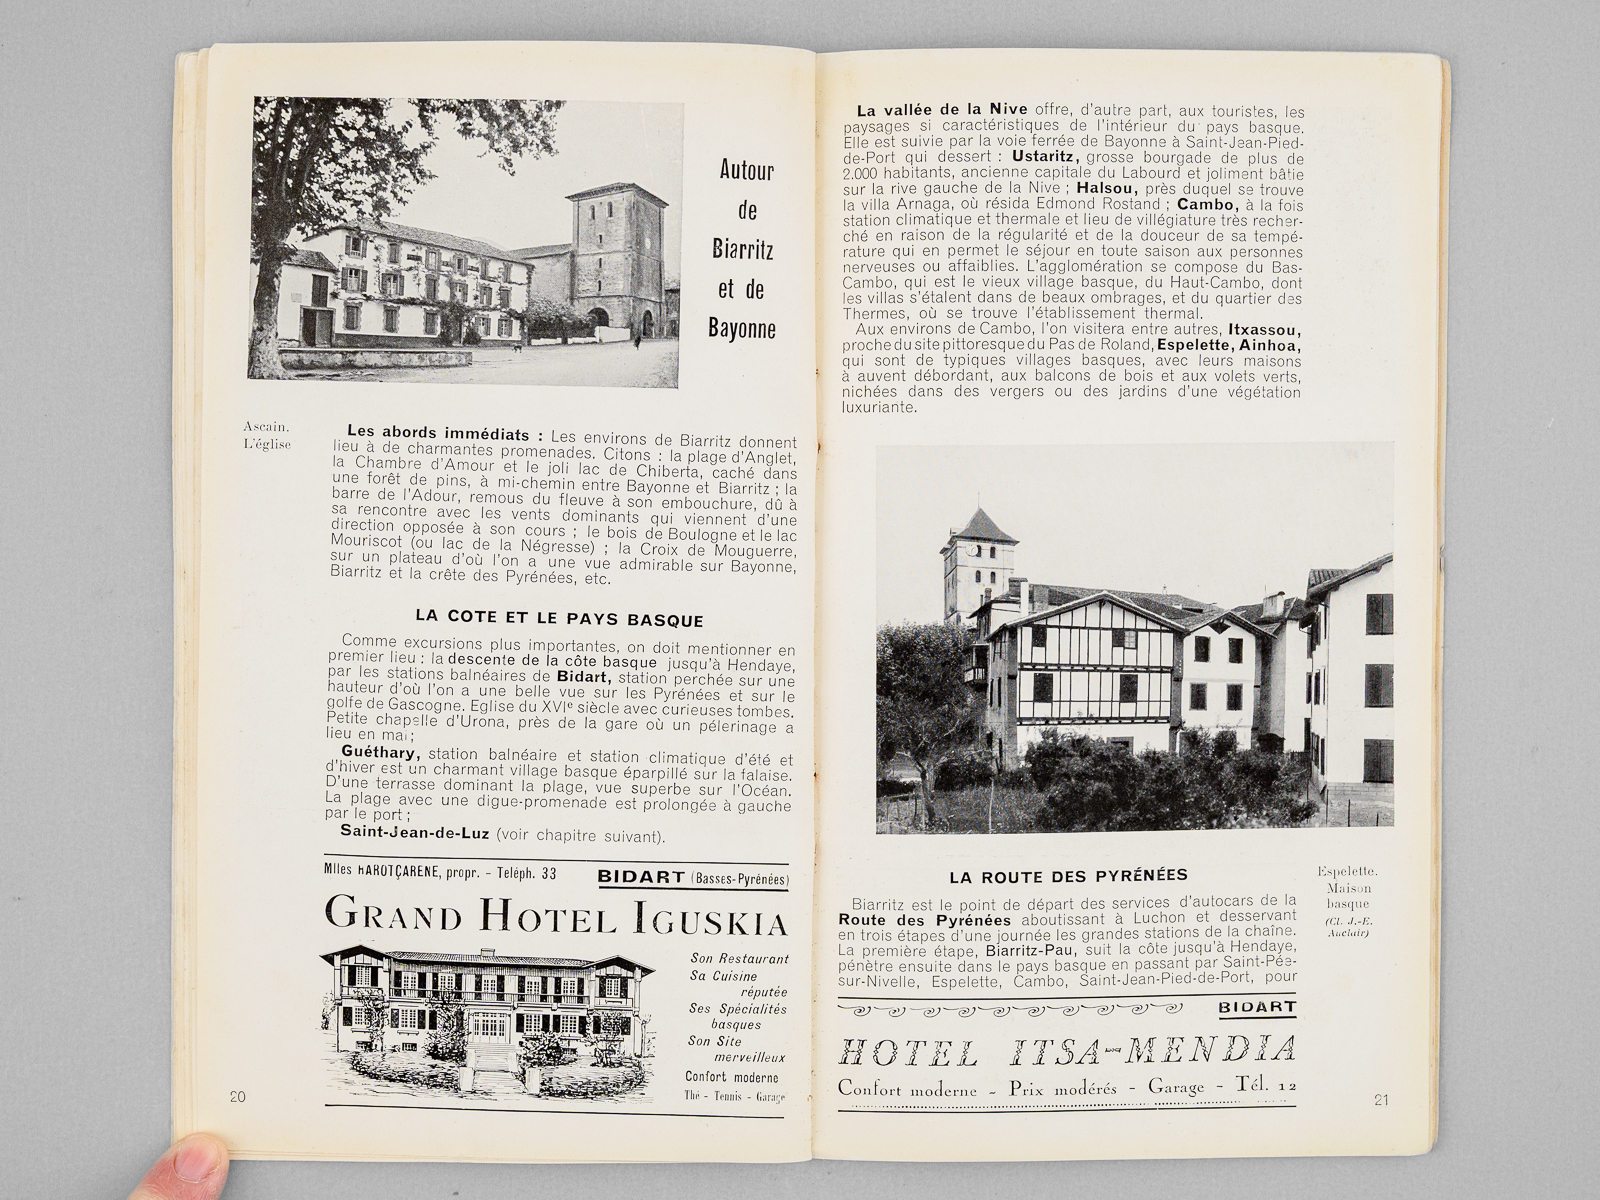 Autour
de
Biarritz
et de
Bayonne
Ascain.
L'église
Les abords immédiats : Les environs de Biarritz donnent
lieu à de charmantes promenades. Citons : la plage d'Anglet,
la Chambre d'Amour et le joli lac de Chiberta, caché dans
une forêt de pins, à mi-chemin entre Bayonne et Biarritz ; la
barre de l'Adour, remous du fleuve à son embouchure, dû à
sa rencontre avec les vents dominants qui viennent d'une
direction opposée à son cours ; le bois de Boulogne et le lac
Mouriscot (ou lac de la Négresse) ; la Croix de Mouguerre,
sur un plateau d'où l'on a une vue admirable sur Bayonne,
Biarritz et la crête des Pyrénées, etc.
LA COTE ET LE PAYS BASQUE
Comme excursions plus importantes, on doit mentionner en
premier lieu : la descente de la côte basque jusqu'à Hendaye,
par les stations balnéaires de Bidart, station perchée sur une
hauteur d'où l'on a une belle vue sur les Pyrénées et sur le
golfe de Gascogne. Eglise du XVIe siècle avec curieuses tombes.
Petite chapelle d'Urona, près de la gare où un pélerinage a
lieu en mai ;
Guéthary, station balnéaire et station climatique d'été et
d'hiver est un charmant village basque éparpillé sur la falaise.
D'une terrasse dominant la plage, vue superbe sur l'Océan.
La plage avec une digue-promenade est prolongée à gauche
par le port ;
Saint-Jean-de-Luz (voir chapitre suivant).
Mlles HAROTÇARENE, propr. - Teléph. 33
BIDART (Basses-Pyrénées)
GRAND HOTEL IGUSKIA
Son Restaurant
Sa Cuisine
réputée
Ses Spécialités
basques
Son Site
merveilleux
Confort moderne
Thé - Tennis - Garage
20
La vallée de la Nive offre, d'autre part, aux touristes, les
paysages si caractéristiques de l'intérieur du pays basque.
Elle est suivie par la voie ferrée de Bayonne à Saint-Jean-Pied-
de-Port qui dessert : Ustaritz, grosse bourgade de plus de
2.000 habitants, ancienne capitale du Labourd et joliment bâtie
sur la rive gauche de la Nive ; Halsou, près duquel se trouve
la villa Arnaga, où résida Edmond Rostand ; Cambo, à la fois
station climatique et thermale et lieu de villégiature très recher-
ché en raison de la régularité et de la douceur de sa tempé-
rature qui en permet le séjour en toute saison aux personnes
nerveuses ou affaiblies. L'agglomération se compose du Bas-
Cambo, qui est le vieux village basque, du Haut-Cambo, dont
les villas s'étalent dans de beaux ombrages, et du quartier des
Thermes, où se trouve l'établissement thermal.
Aux environs de Cambo, l'on visitera entre autres, Itxassou,
proche du site pittoresque du Pas de Roland, Espelette, Ainhoa,
qui sont de typiques villages basques, avec leurs maisons
à auvent débordant, aux balcons de bois et aux volets verts,
nichées dans des vergers ou des jardins d'une végétation
luxuriante.
LA ROUTE DES PYRÉNÉES
Biarritz est le point de départ des services d'autocars de la
Route des Pyrénées aboutissant à Luchon et desservant
en trois étapes d'une journée les grandes stations de la chaîne.
La première étape, Biarritz-Pau, suit la côte jusqu'à Hendaye,
pénètre ensuite dans le pays basque en passant par Saint-Péa-
sur-Nivelle, Espelette, Cambo, Saint-Jean-Pied-de-Port, pour
Espelette.
Maison
basque
(Cl. J.-E.
Auclair)
BIDART
HOTEL ITSA-MENDIA
Confort moderne - Prix modérés - Garage - Tél. 12
21